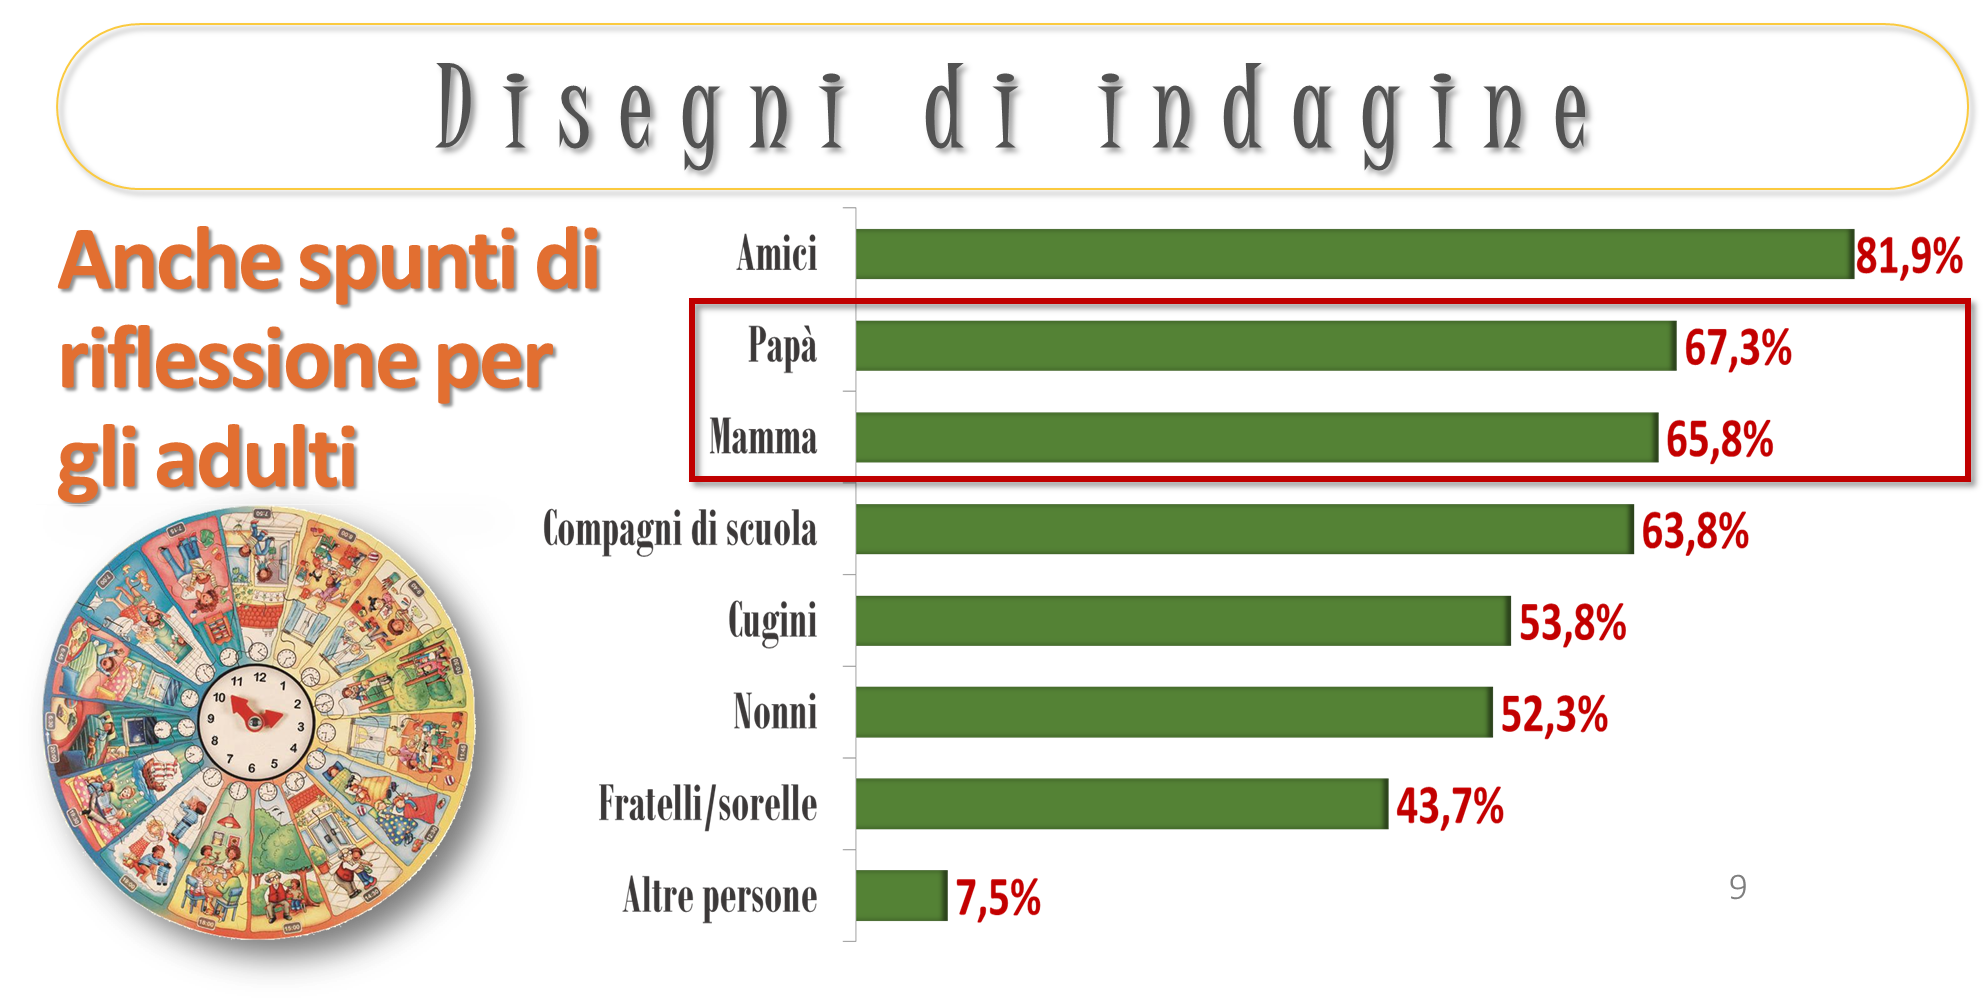 Disegni di indagine
Anche spunti di
riflessione per
gli adulti
Amici 81,9%
Papà 67,3%
Mamma 65,8%
Compagni di scuola 63,8%
Cugini 53,8%
Nonni 52,3%
Fratelli/sorelle 43,7%
Altre persone 7,5%
9
12
1
2
3
4
5
6
7
8
9
10
11